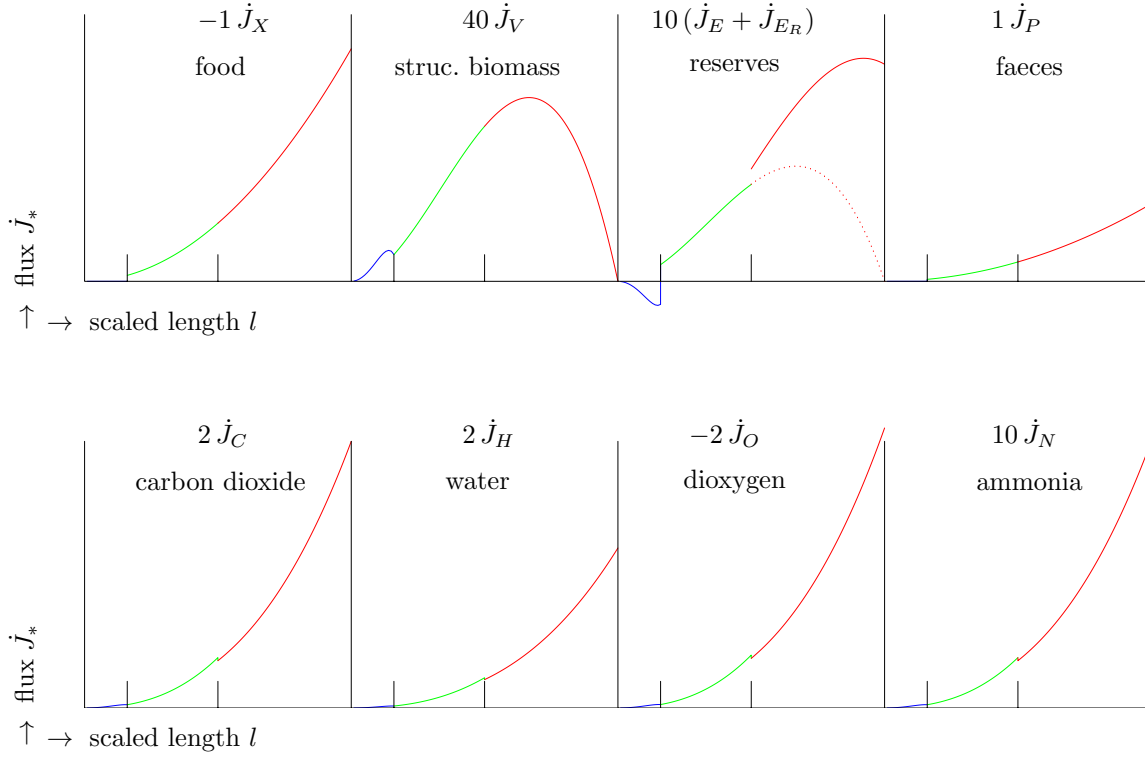 −1 J̇_X 40 J̇_V 10 (J̇_E + J̇_{E_R}) 1 J̇_P
food struc. biomass reserves faeces
↑ flux J̇_*
→ scaled length l
2 J̇_C 2 J̇_H −2 J̇_O 10 J̇_N
carbon dioxide water dioxygen ammonia
↑ flux J̇_*
→ scaled length l